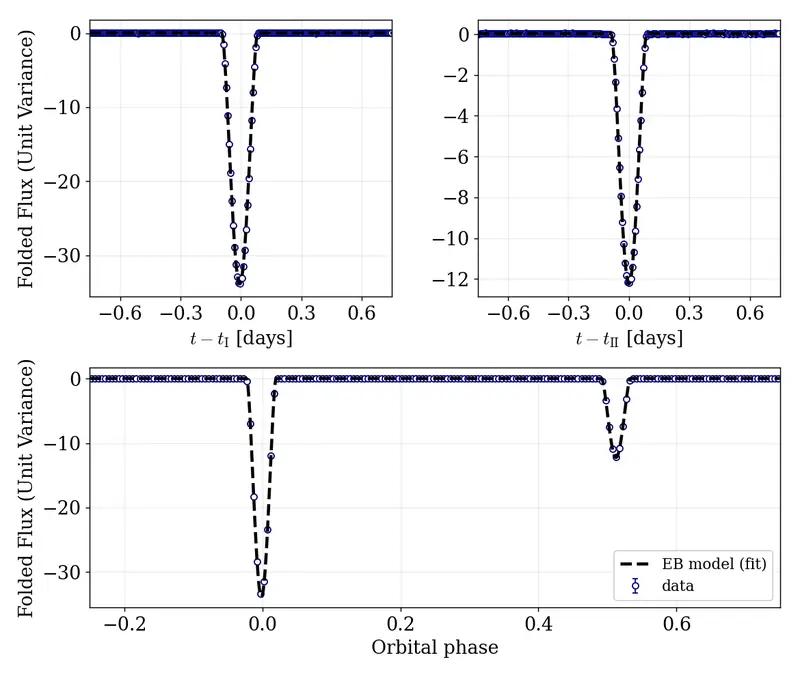 Folded Flux (Unit Variance)
0
−10
−20
−30
−0.6 −0.3 0.0 0.3 0.6
t − tI [days]
0
−2
−4
−6
−8
−10
−12
−0.6 −0.3 0.0 0.3 0.6
t − tII [days]
Folded Flux (Unit Variance)
0
−10
−20
−30
−0.2 0.0 0.2 0.4 0.6
Orbital phase
EB model (fit)
data